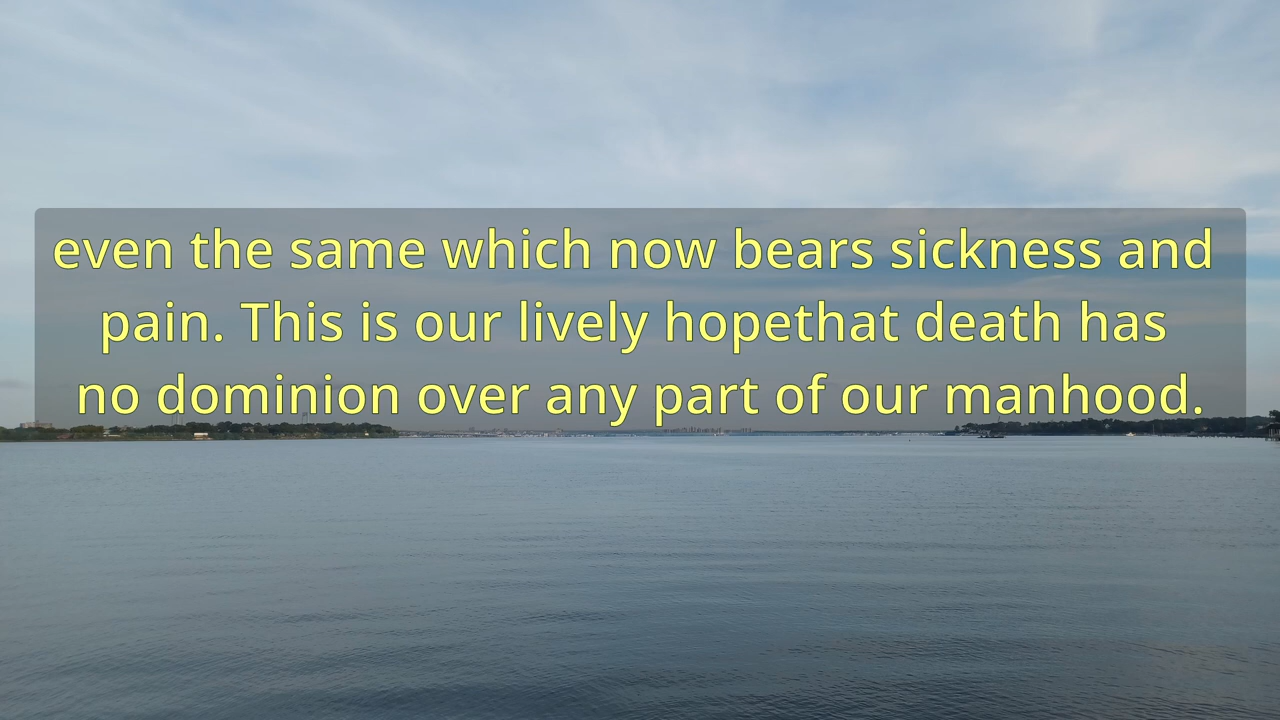 even the same which now bears sickness and
pain. This is our lively hopethat death has
no dominion over any part of our manhood.